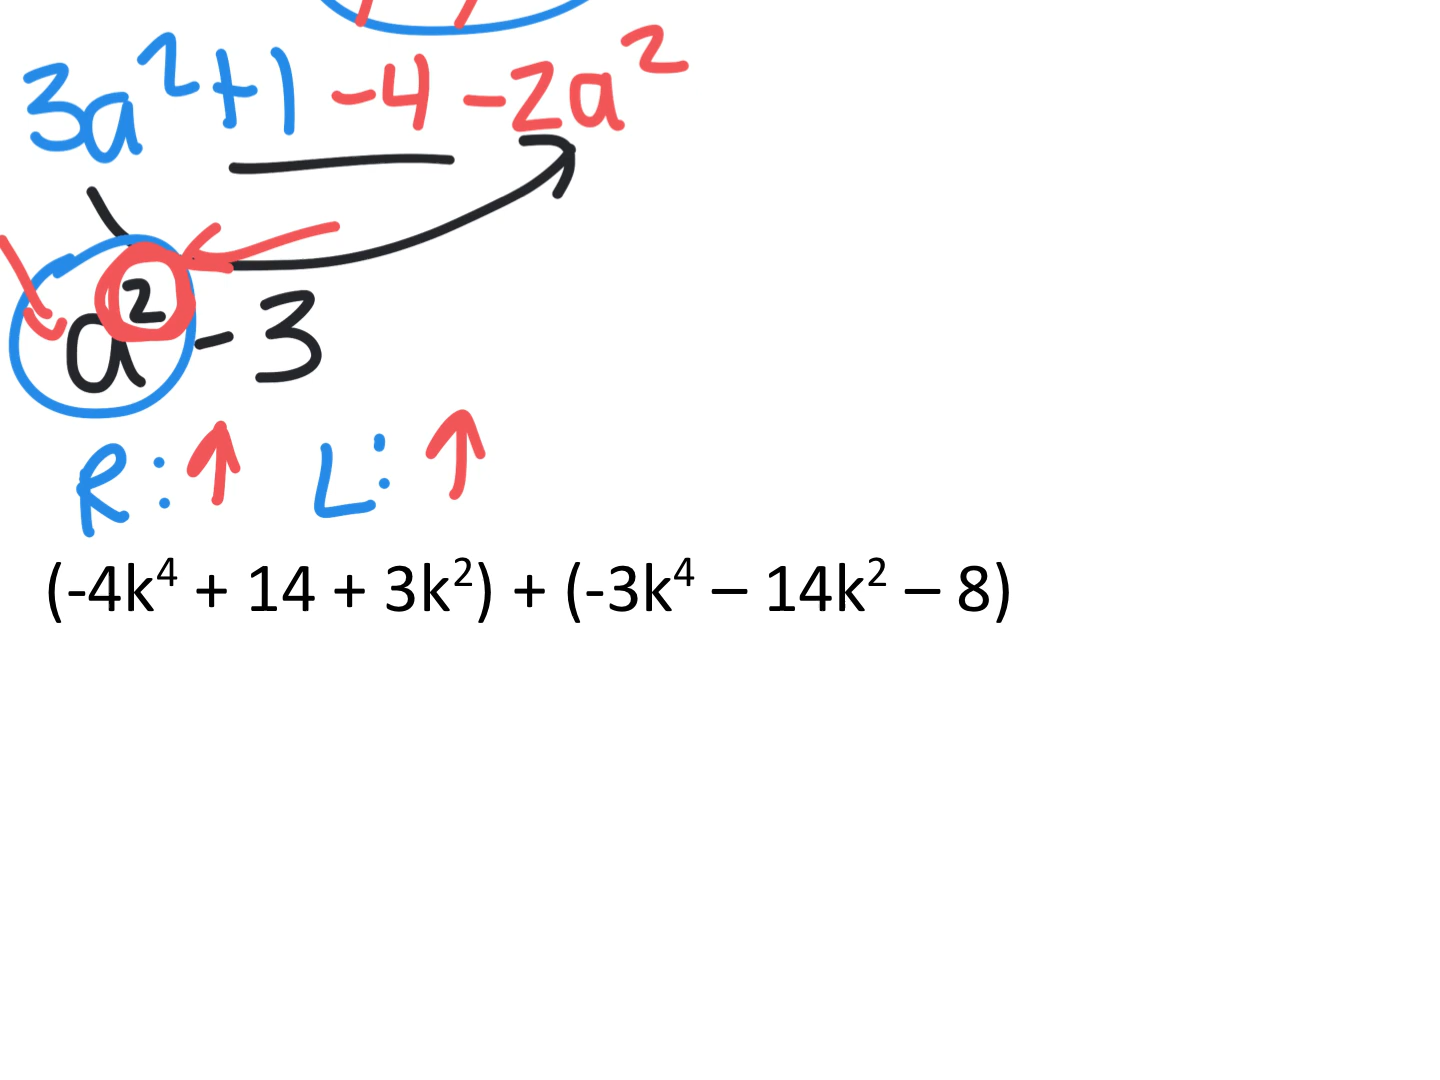 3a² + 1 - 4 - 2a²
a² - 3
R: ↑ L: ↑
(-4k⁴ + 14 + 3k²) + (-3k⁴ – 14k² – 8)